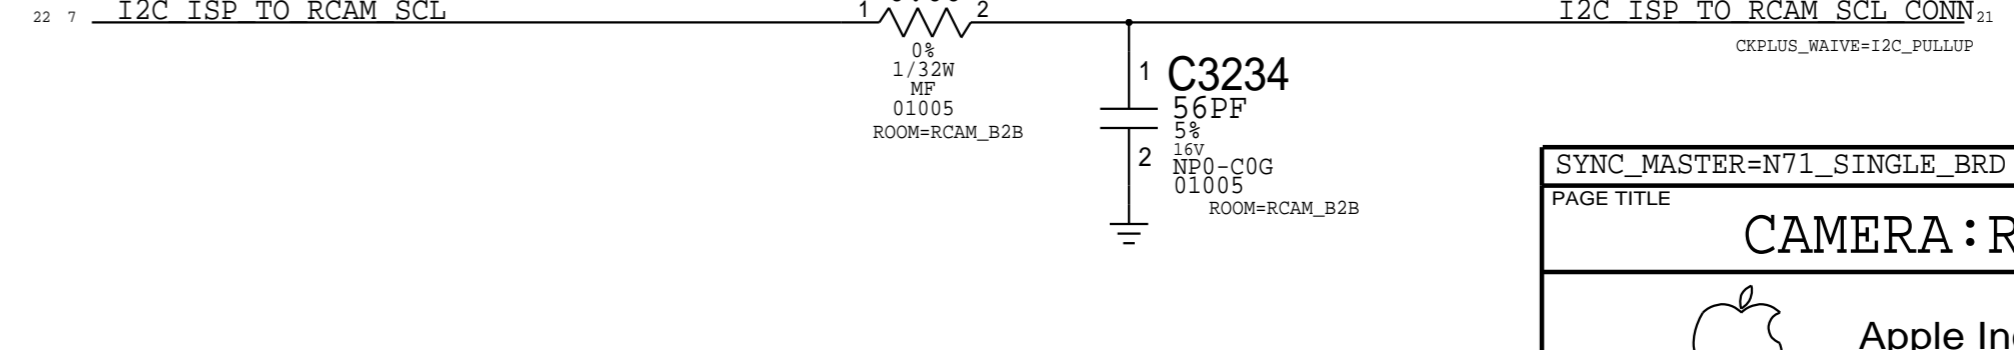 22 7 I2C ISP TO RCAM SCL 1 2 I2C ISP TO RCAM SCL CONN 21
CKPLUS_WAIVE=I2C_PULLUP
0%
1/32W
MF
01005
ROOM=RCAM_B2B
1 C3234
56PF
5%
16V
2 NP0-C0G
01005
ROOM=RCAM_B2B
SYNC_MASTER=N71_SINGLE_BRD
PAGE TITLE
CAMERA:R
Apple Inc